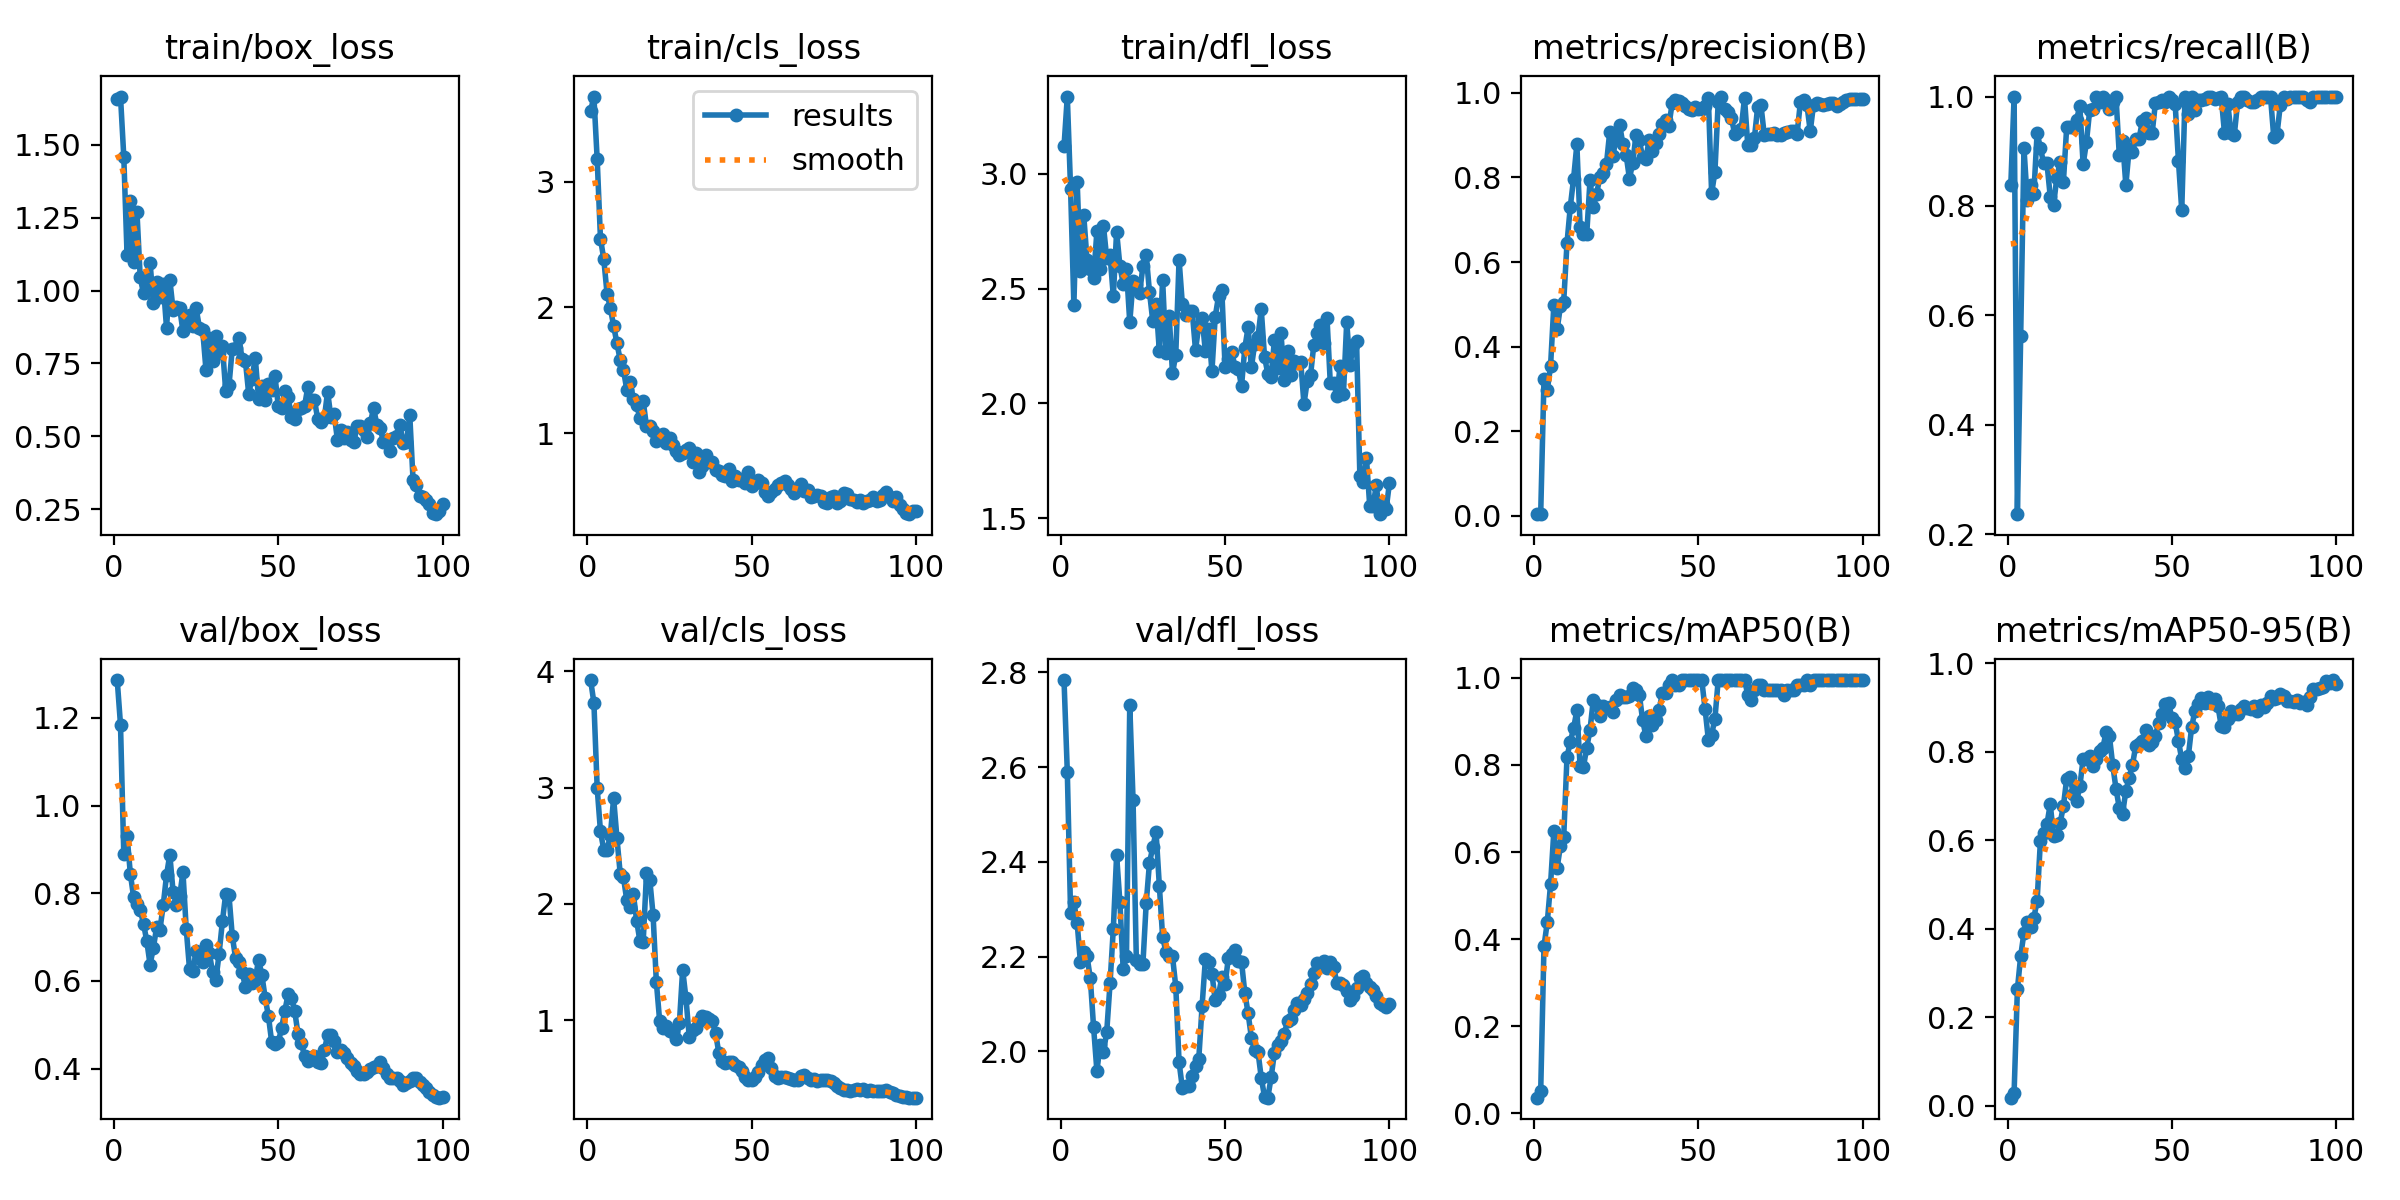 train/box_loss
1.50
1.25
1.00
0.75
0.50
0.25
0 50 100
train/cls_loss
results
smooth
3
2
1
0 50 100
train/dfl_loss
3.0
2.5
2.0
1.5
0 50 100
metrics/precision(B)
1.0
0.8
0.6
0.4
0.2
0.0
0 50 100
metrics/recall(B)
1.0
0.8
0.6
0.4
0.2
0 50 100
val/box_loss
1.2
1.0
0.8
0.6
0.4
0 50 100
val/cls_loss
4
3
2
1
0 50 100
val/dfl_loss
2.8
2.6
2.4
2.2
2.0
0 50 100
metrics/mAP50(B)
1.0
0.8
0.6
0.4
0.2
0.0
0 50 100
metrics/mAP50-95(B)
1.0
0.8
0.6
0.4
0.2
0.0
0 50 100